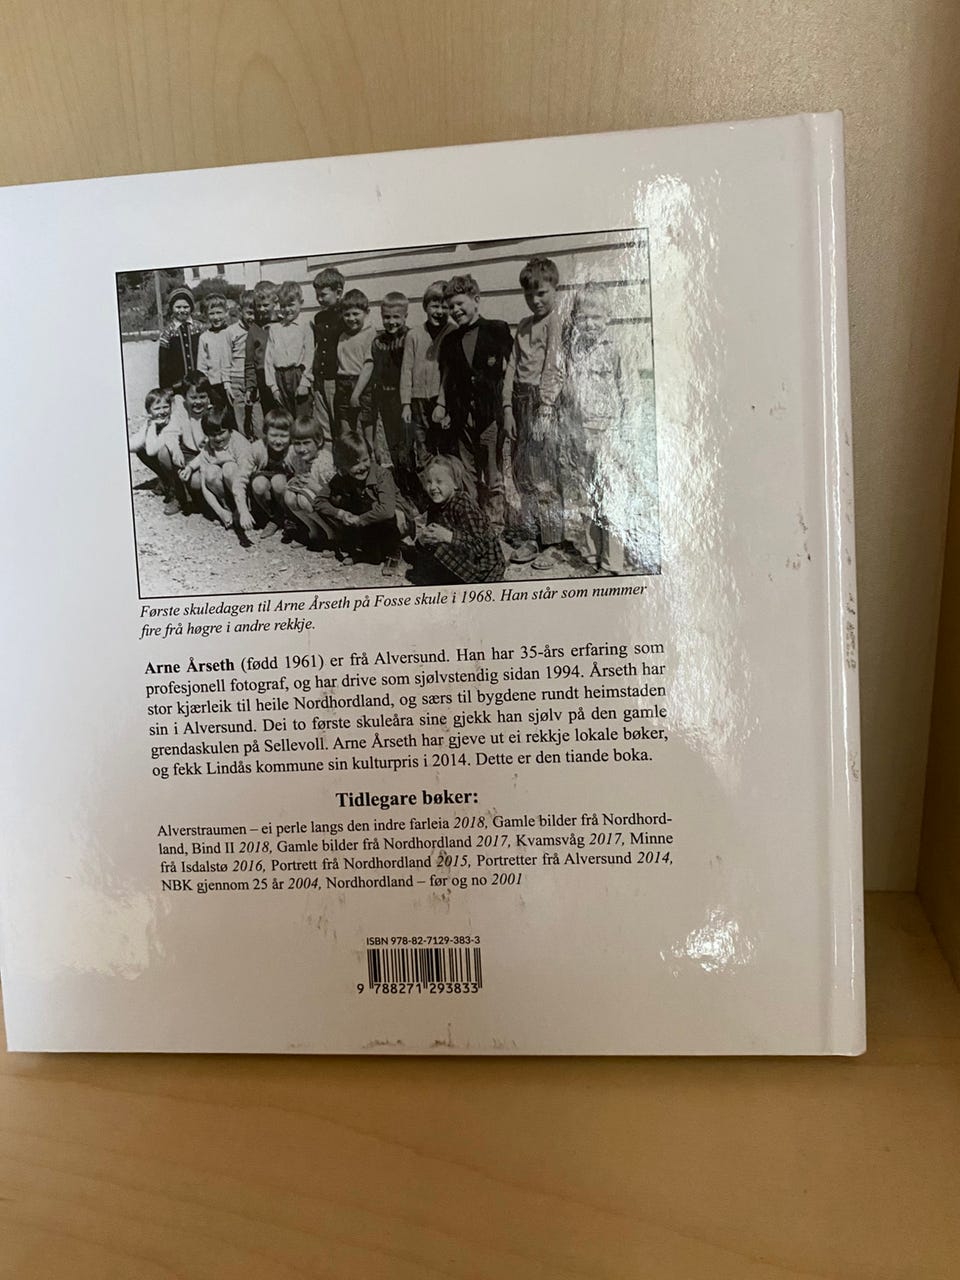 Første skuledagen til Arne Årseth på Fosse skule i 1968. Han står som nummer
fire frå høgre i andre rekkje.
Arne Årseth (fødd 1961) er frå Alversund. Han har 35-års erfaring som
profesjonell fotograf, og har drive som sjølvstendig sidan 1994. Årseth har
stor kjærleik til heile Nordhordland, og særs til bygdene rundt heimstaden
sin i Alversund. Dei to første skuleåra sine gjekk han sjølv på den gamle
grendaskulen på Sellevoll. Arne Årseth har gjeve ut ei rekkje lokale bøker,
og fekk Lindås kommune sin kulturpris i 2014. Dette er den tiande boka.
Tidlegare bøker:
Alverstraumen – ei perle langs den indre farleia 2018, Gamle bilder frå Nordhord-
land, Bind II 2018, Gamle bilder frå Nordhordland 2017, Kvamsvåg 2017, Minne
frå Isdalstø 2016, Portrett frå Nordhordland 2015, Portretter frå Alversund 2014,
NBK gjennom 25 år 2004, Nordhordland – før og no 2001
ISBN 978-82-7129-383-3
9 788271 293833